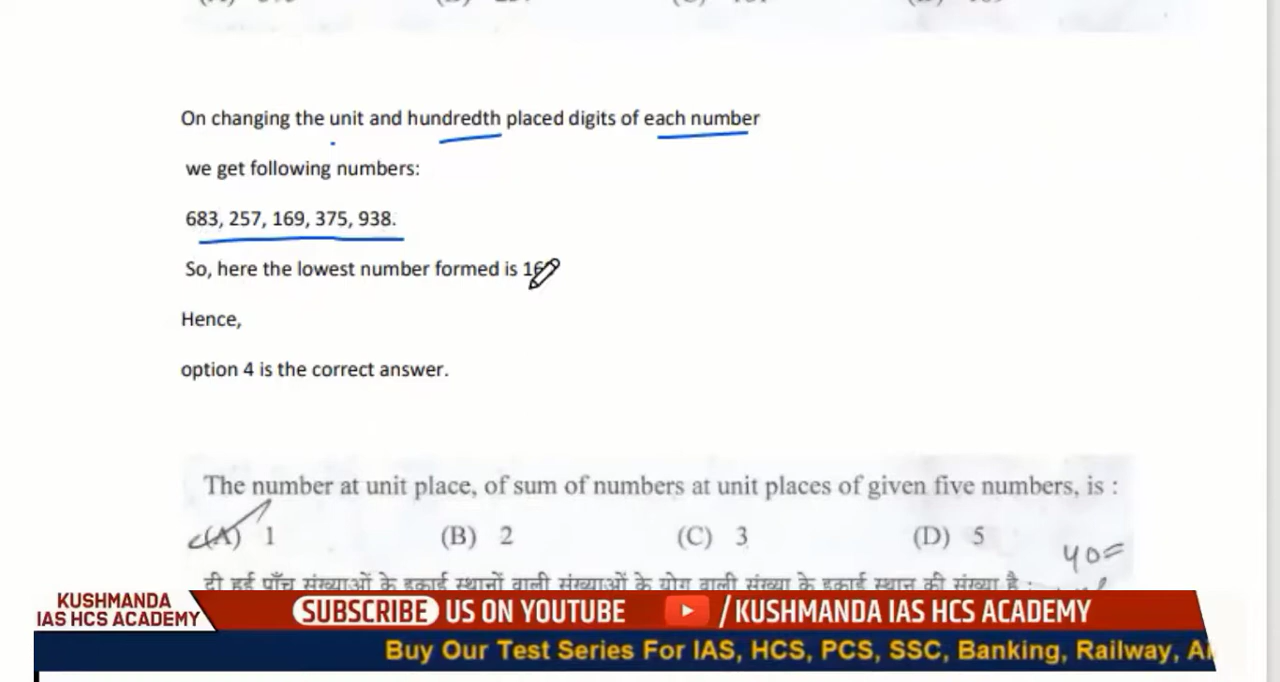 On changing the unit and hundredth placed digits of each number
we get following numbers:
683, 257, 169, 375, 938.
So, here the lowest number formed is
Hence,
option 4 is the correct answer.
The number at unit place, of sum of numbers at unit places of given five numbers, is :
(A) 1 (B) 2 (C) 3 (D) 5
40=
दी हुई पाँच संख्याओं के इकाई स्थानों वाली संख्याओं के योग वाली संख्या के इकाई स्थान की संख्या है :
KUSHMANDA
IAS HCS ACADEMY
SUBSCRIBE US ON YOUTUBE /KUSHMANDA IAS HCS ACADEMY
Buy Our Test Series For IAS, HCS, PCS, SSC, Banking, Railway,